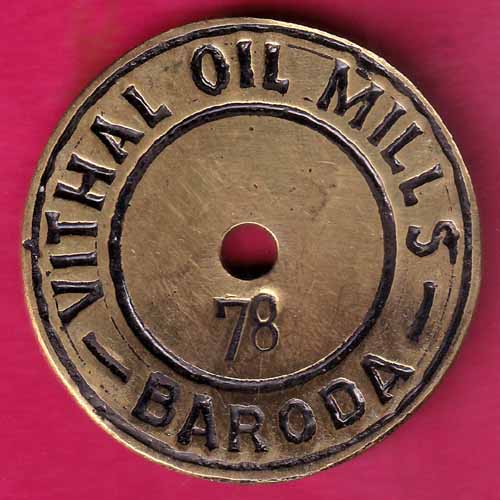 VITHAL OIL MILLS
78
– BARODA –